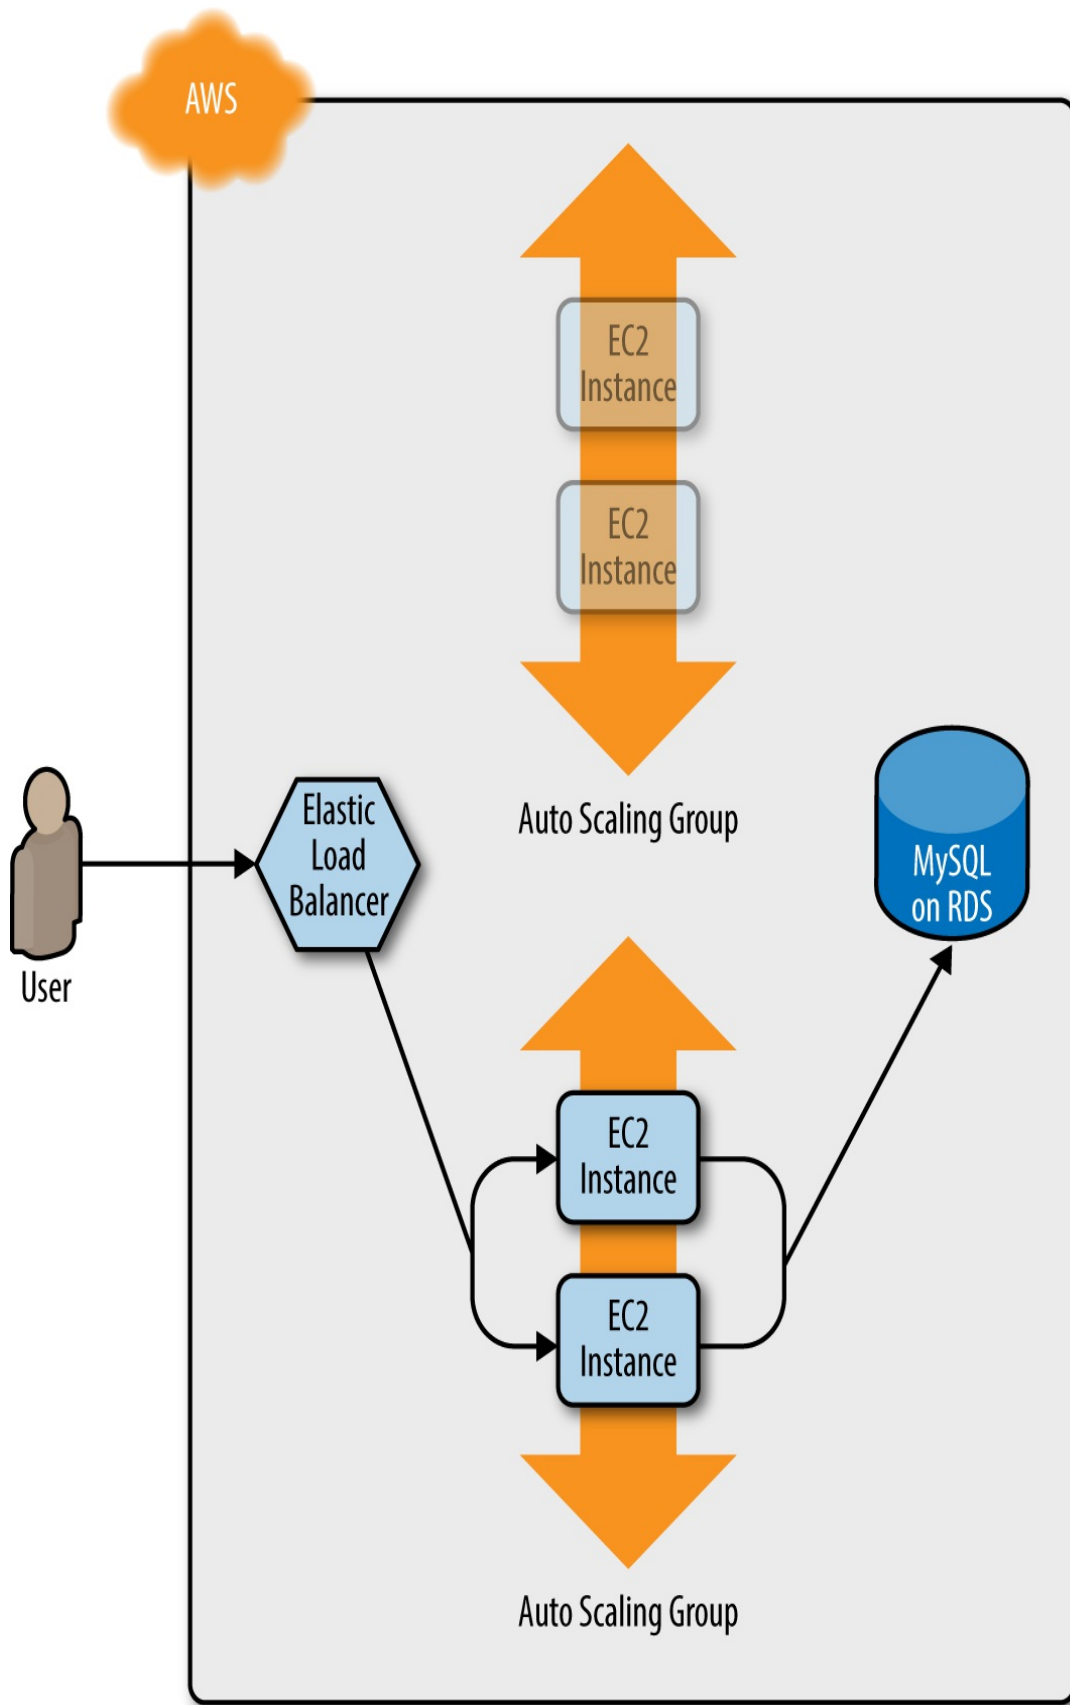 AWS
EC2
Instance
EC2
Instance
Auto Scaling Group
User
Elastic
Load
Balancer
MySQL
on RDS
EC2
Instance
EC2
Instance
Auto Scaling Group